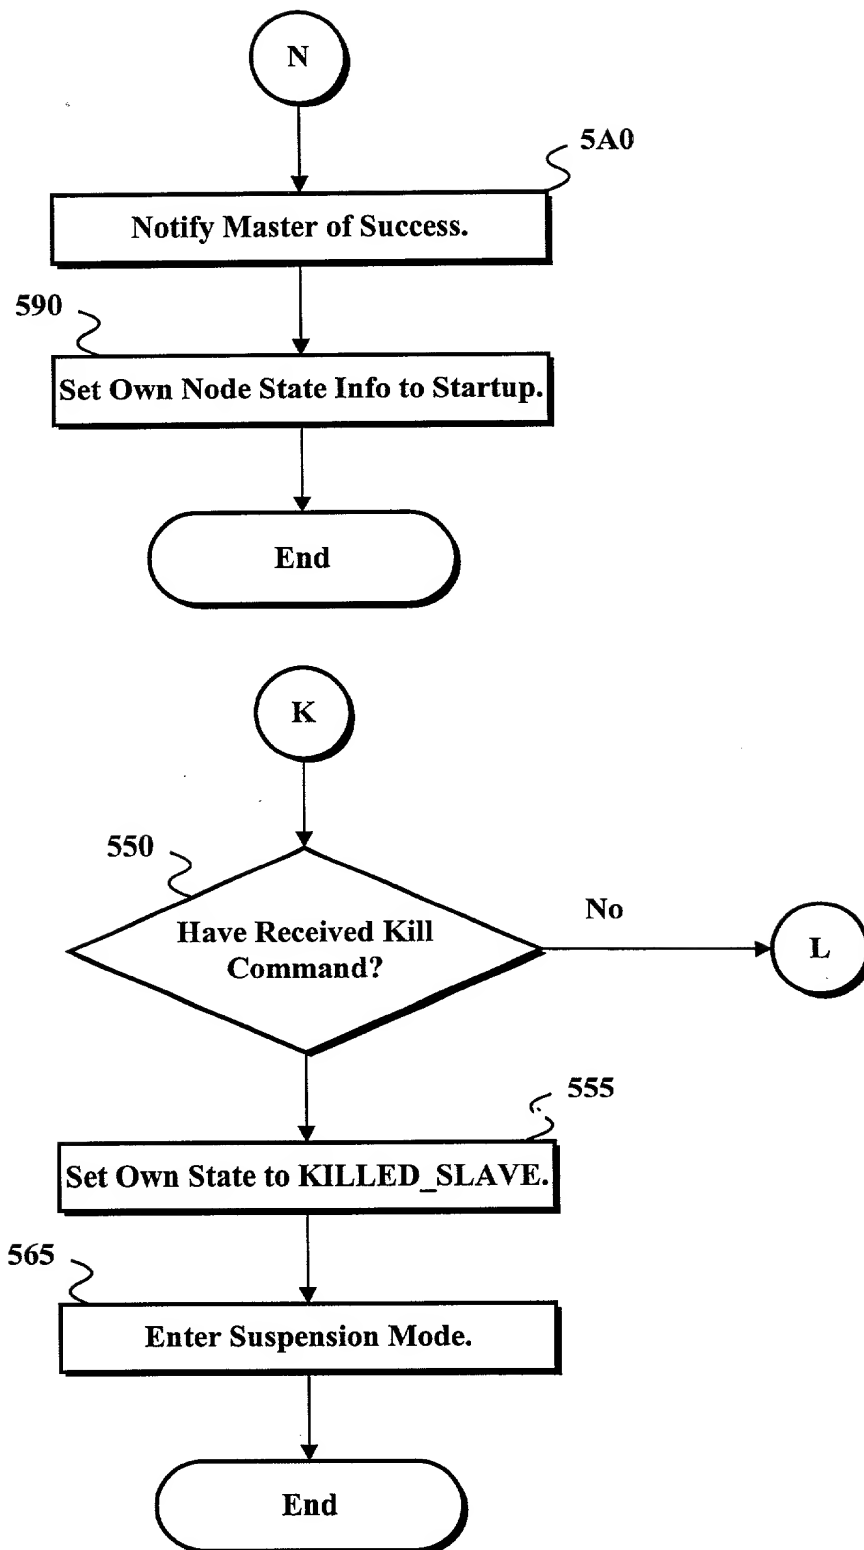 N
5A0
Notify Master of Success.
590
Set Own Node State Info to Startup.
End
K
550
Have Received Kill
Command?
No
L
555
Set Own State to KILLED_SLAVE.
565
Enter Suspension Mode.
End